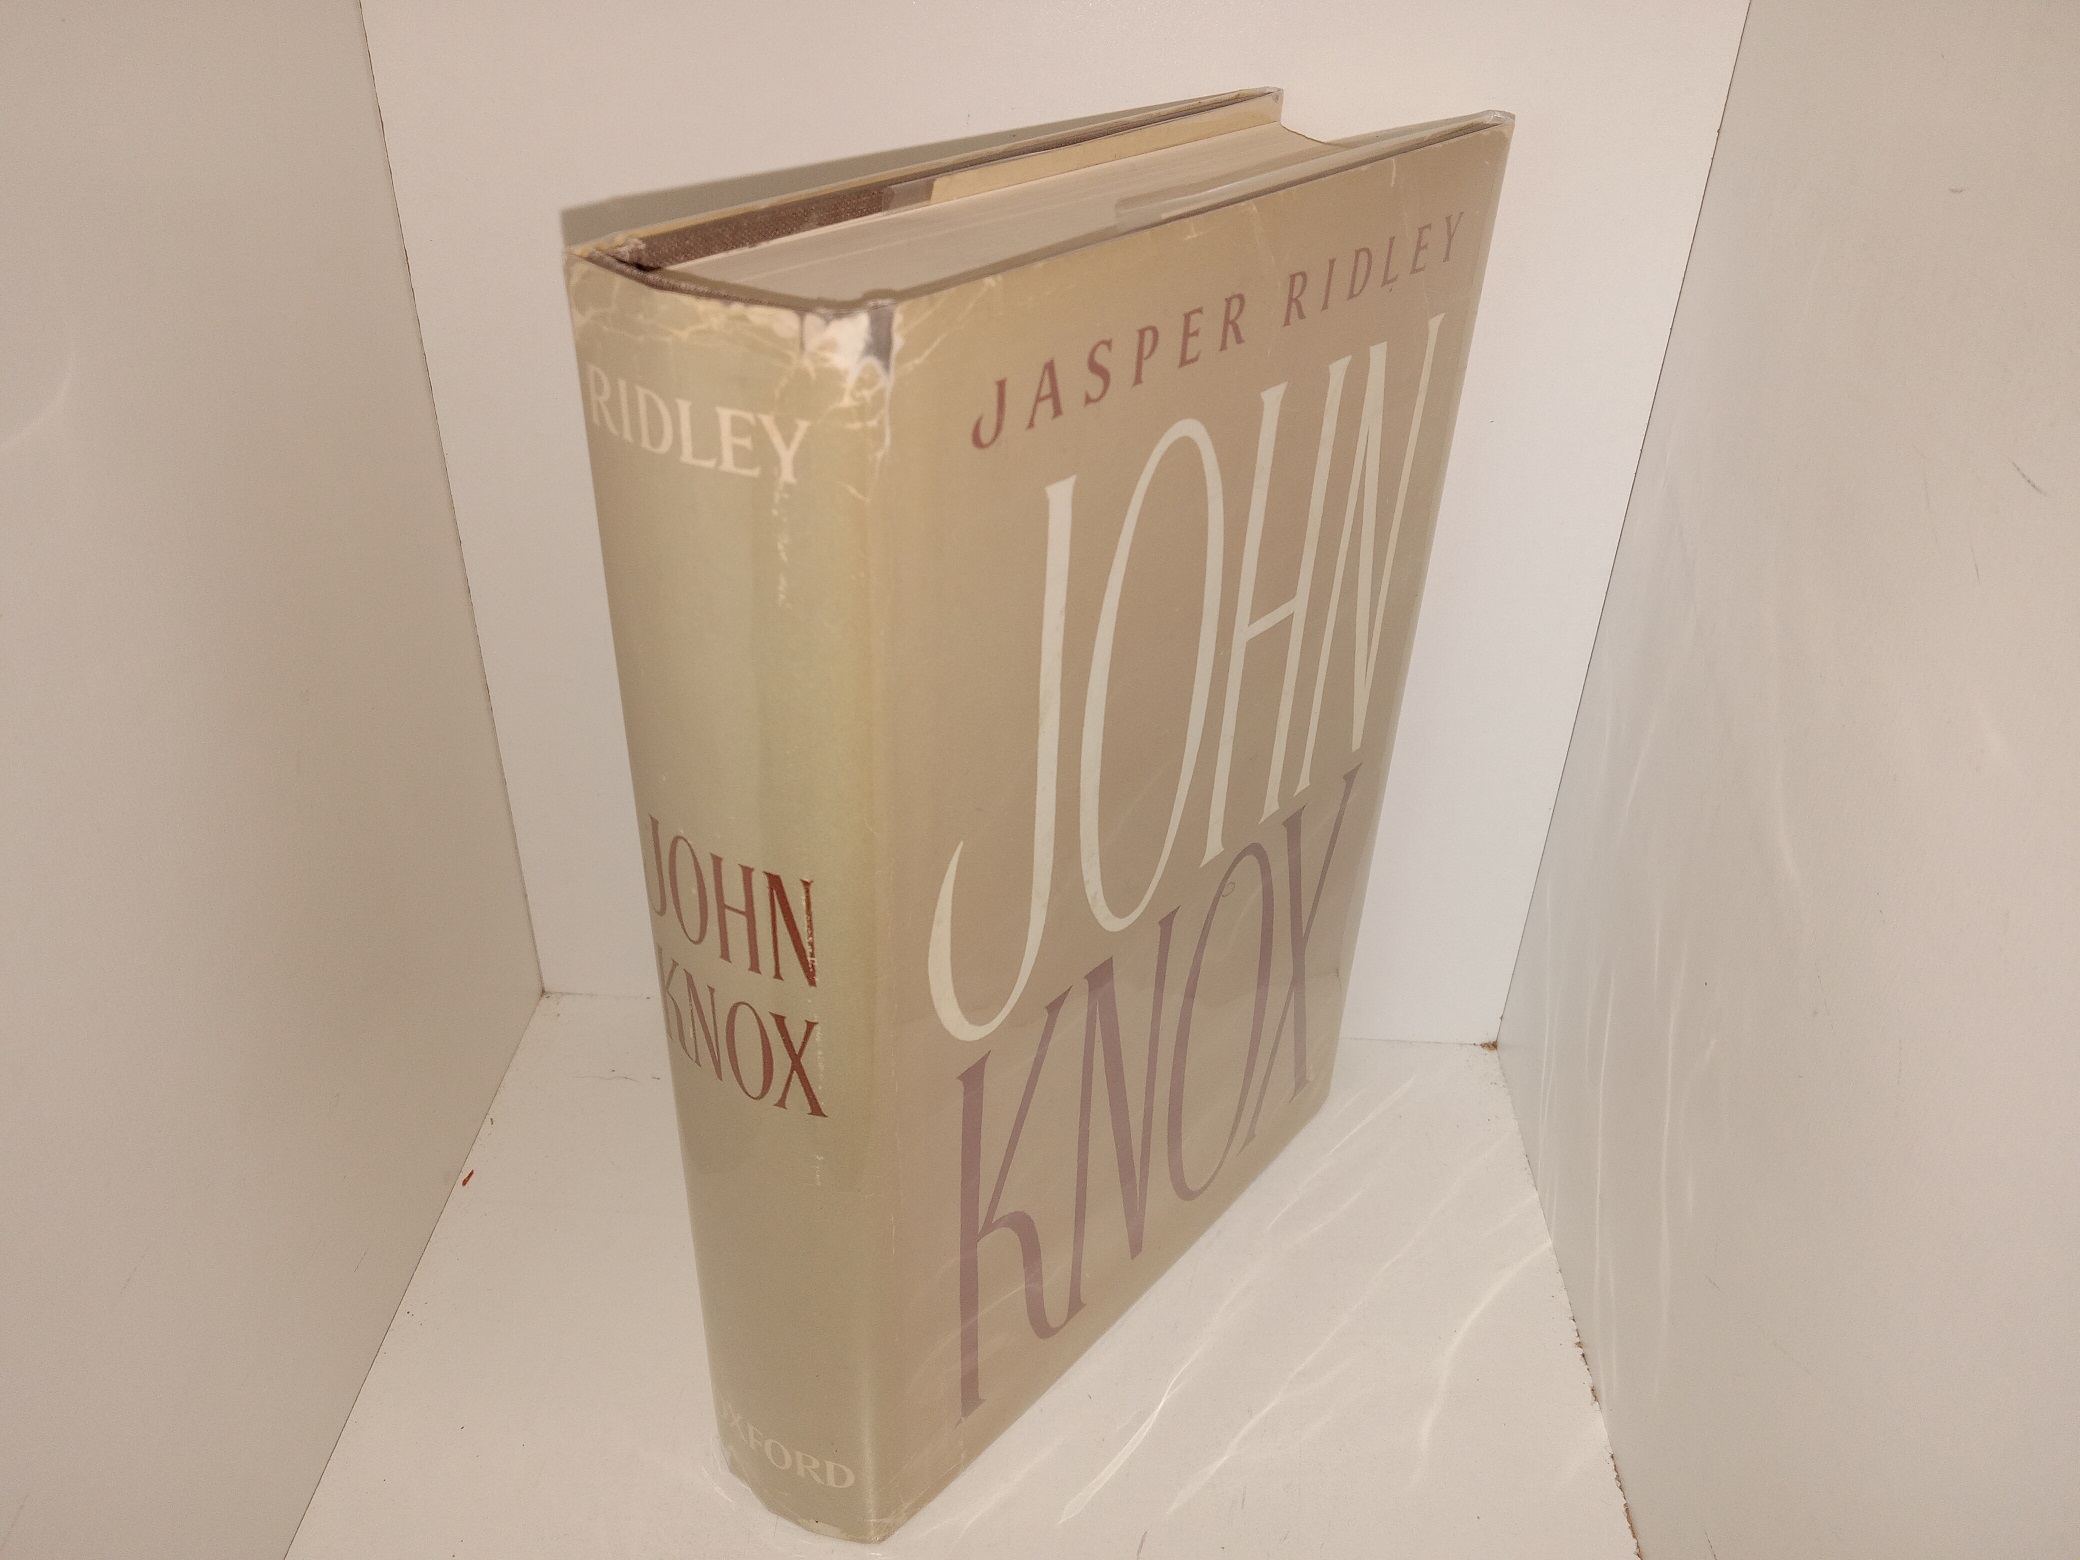 RIDLEY
JOHN
KNOX
OXFORD
JASPER RIDLEY
JOHN
KNOX